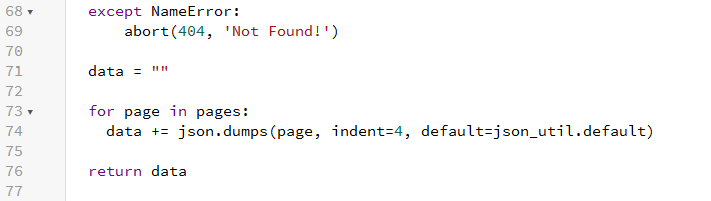 68 except NameError:
69 abort(404, 'Not Found!')
70
71 data = ""
72
73 for page in pages:
74 data += json.dumps(page, indent=4, default=json_util.default)
75
76 return data
77